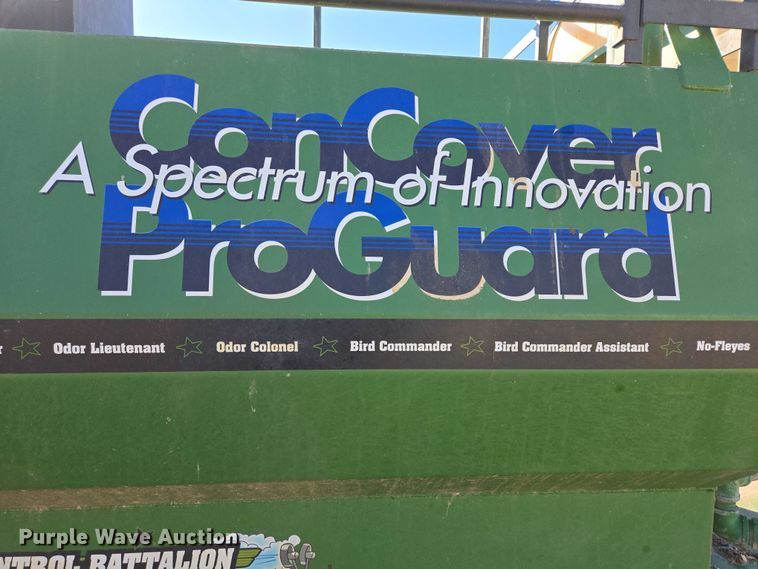 ConCover
A Spectrum of Innovation
ProGuard
Odor Lieutenant Odor Colonel Bird Commander Bird Commander Assistant No-Fleyes
Purple Wave Auction
BATTALION